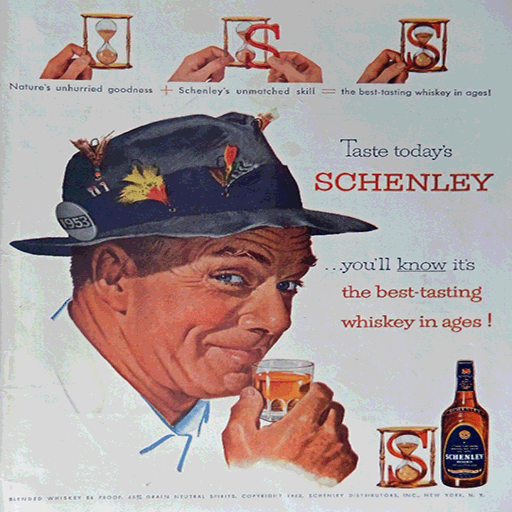 S S
Nature's unhurried goodness + Schenley's unmatched skill = the best-tasting whiskey in ages!
Taste today's
SCHENLEY
1953
...you'll know it's
the best-tasting
whiskey in ages!
S
SCHENLEY
SCHENLEY
BLENDED WHISKEY 86 PROOF. 65% GRAIN NEUTRAL SPIRITS. COPYRIGHT 1953, SCHENLEY DISTRIBUTORS, INC., NEW YORK, N. Y.